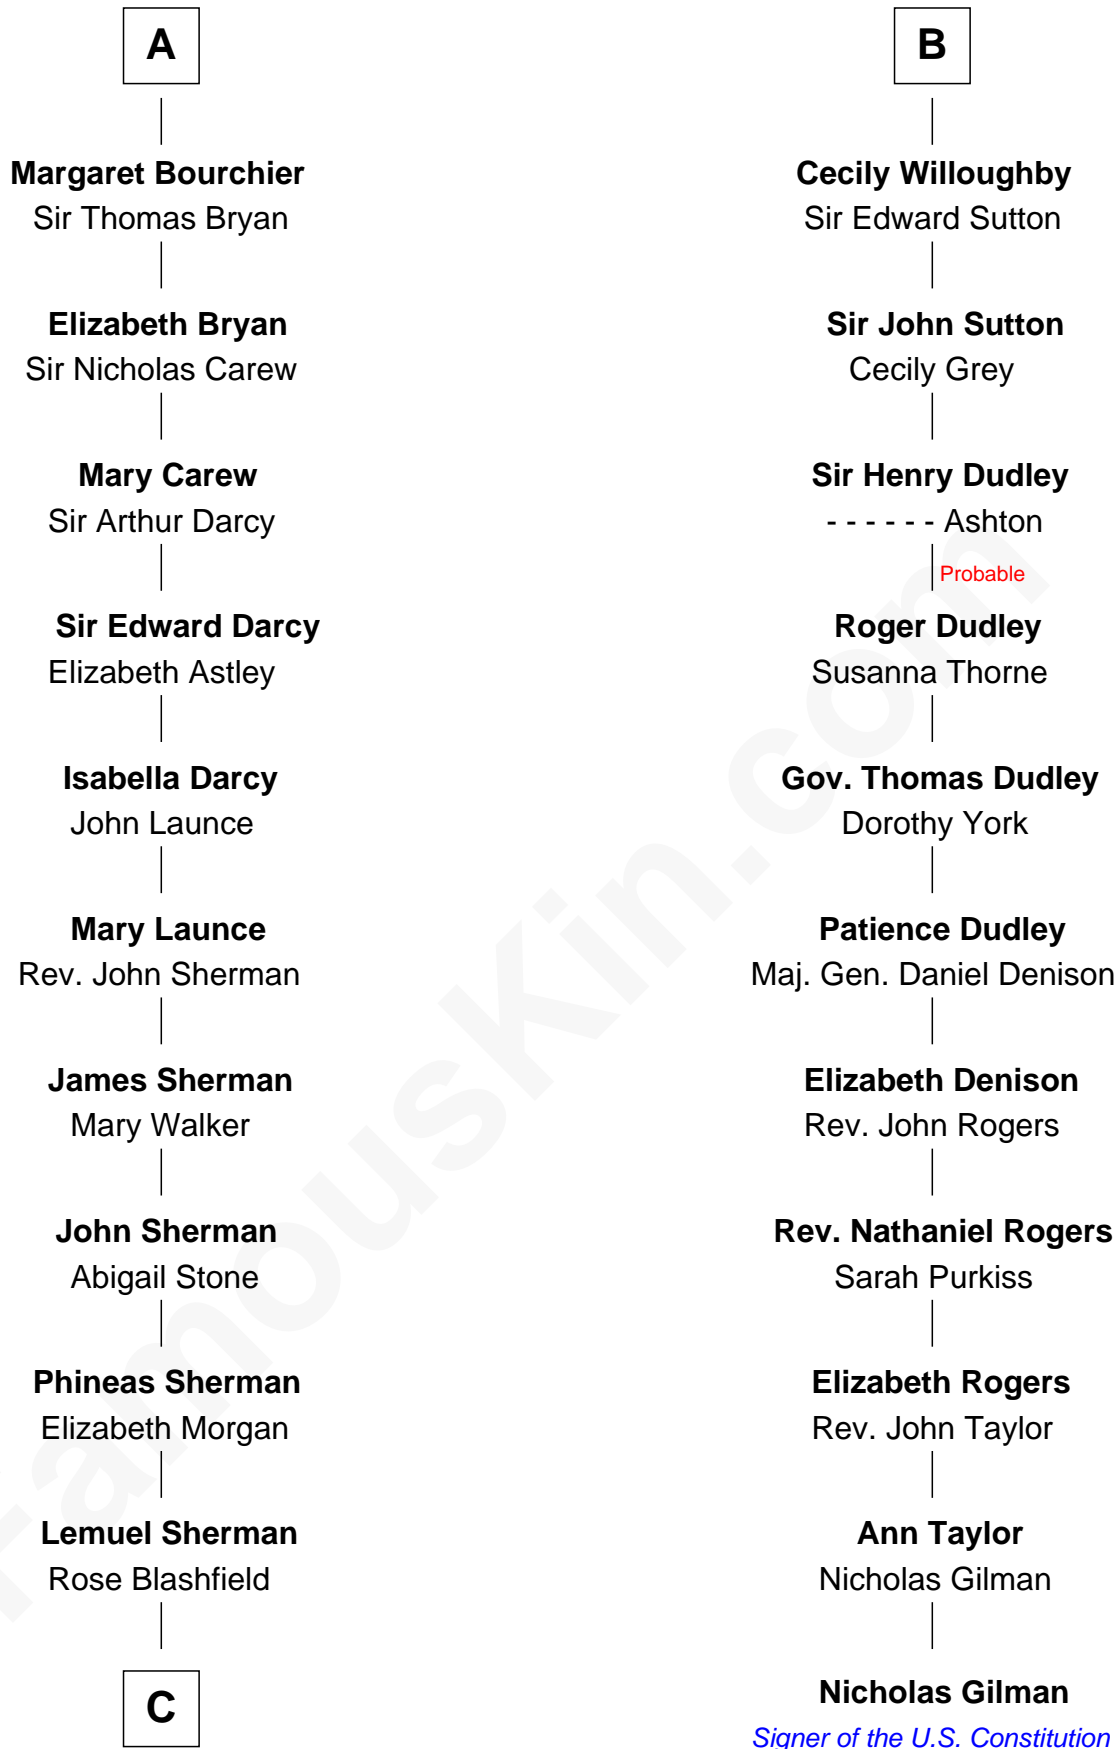 A
Margaret Bourchier
Sir Thomas Bryan
Elizabeth Bryan
Sir Nicholas Carew
Mary Carew
Sir Arthur Darcy
Sir Edward Darcy
Elizabeth Astley
Isabella Darcy
John Launce
Mary Launce
Rev. John Sherman
James Sherman
Mary Walker
John Sherman
Abigail Stone
Phineas Sherman
Elizabeth Morgan
Lemuel Sherman
Rose Blashfield
C
B
Cecily Willoughby
Sir Edward Sutton
Sir John Sutton
Cecily Grey
Sir Henry Dudley
- - - - - - Ashton
Probable
Roger Dudley
Susanna Thorne
Gov. Thomas Dudley
Dorothy York
Patience Dudley
Maj. Gen. Daniel Denison
Elizabeth Denison
Rev. John Rogers
Rev. Nathaniel Rogers
Sarah Purkiss
Elizabeth Rogers
Rev. John Taylor
Ann Taylor
Nicholas Gilman
Nicholas Gilman
Signer of the U.S. Constitution
FamousKin.com